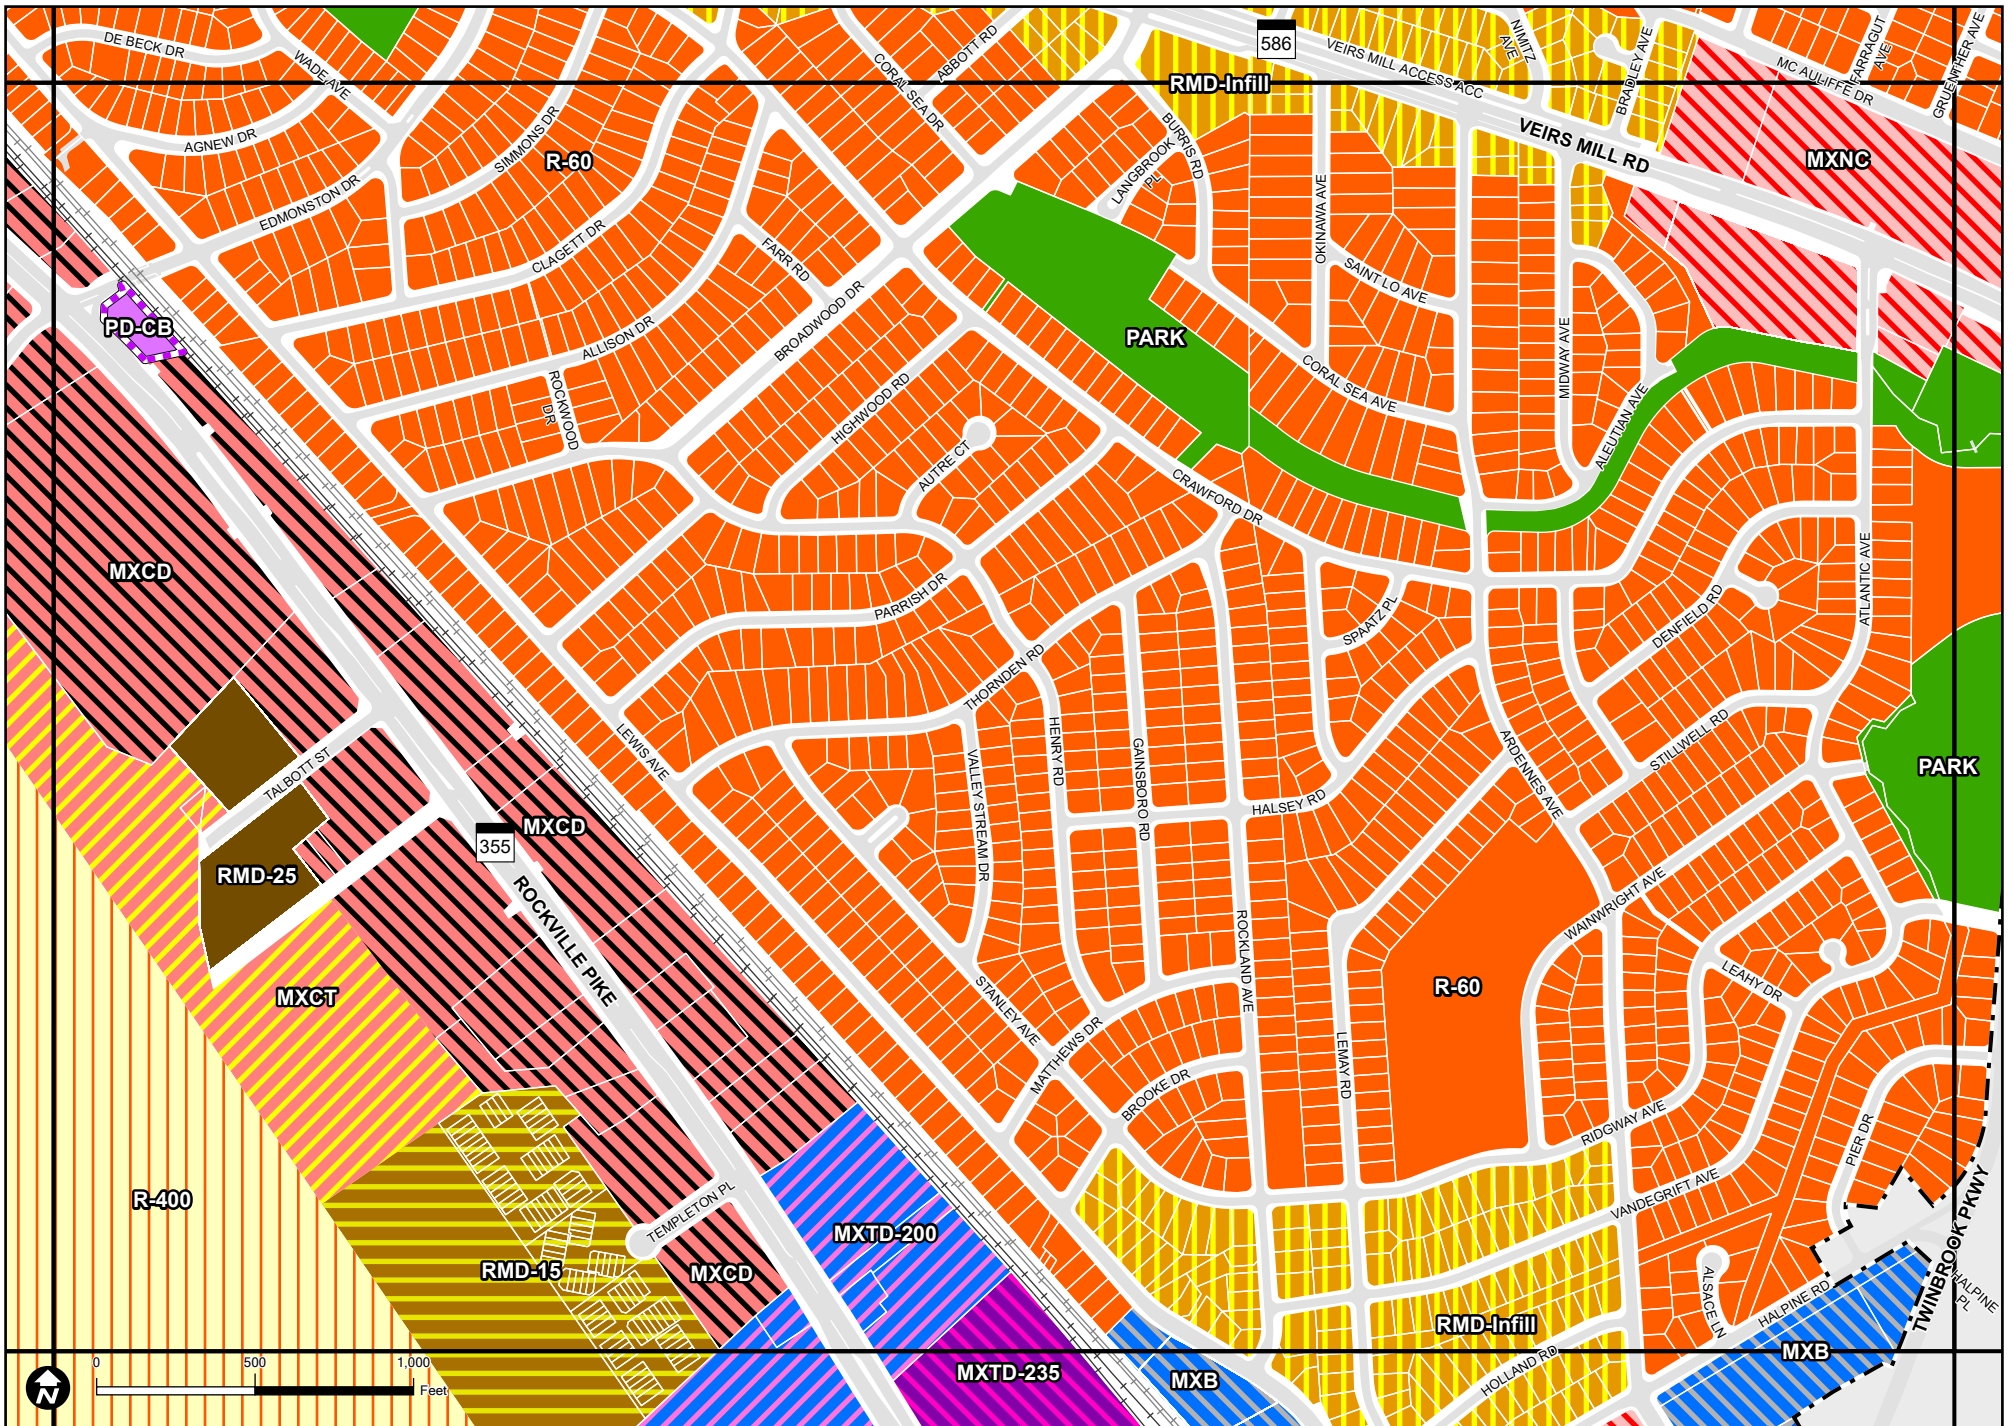 DE BECK DR
WADE AVE
AGNEW DR
SIMMONS DR
R-60
EDMONSTON DR
CLAGETT DR
CORAL SEA DR
ABBOTT RD
586
VEIRS MILL ACCESS ACC
NIMITZ
AVE
BRADLEY AVE
MC AULIFFE DR
FARRAGUT
AVE
GRUENTHER AVE
RMD-Infill
BURRIS RD
LANGBROOK
PL
VEIRS MILL RD
MXNC
OKINAWA AVE
SAINT LO AVE
FARR RD
BROADWOOD DR
PD-CB
ALLISON DR
ROCKWOOD
DR
HIGHWOOD RD
AUTRE CT
PARK
CORAL SEA AVE
MIDWAY AVE
ALEUTIAN AVE
CRAWFORD DR
MXCD
PARRISH DR
THORNDEN RD
SPAATZ PL
DENFIELD RD
ATLANTIC AVE
LEWIS AVE
HENRY RD
GAINSBORO RD
VALLEY STREAM DR
HALSEY RD
ARDENNES AVE
STILLWELL RD
PARK
TALBOTT ST
MXCD
355
RMD-25
ROCKVILLE PIKE
MXCT
WAINWRIGHT AVE
ROCKLAND AVE
R-60
LEAHY DR
STANLEY AVE
MATTHEWS DR
LEMAY RD
BROOKE DR
RIDGWAY AVE
PIER DR
VANDEGRIFT AVE
R-400
TEMPLETON PL
MXTD-200
RMD-15
MXCD
TWINBROOK PKWY
HALPINE
PL
HALPINE RD
ALSACE LN
RMD-Infill
MXB
HOLLAND RD
MXTD-235
MXB
0 500 1,000
Feet
N